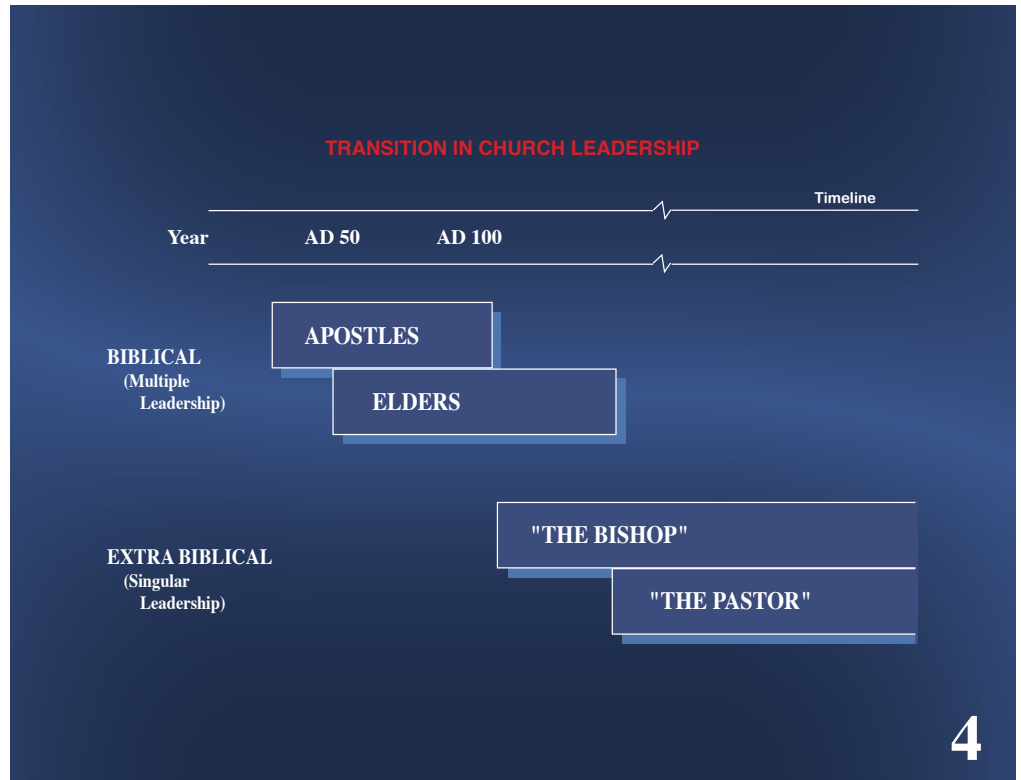 TRANSITION IN CHURCH LEADERSHIP
Timeline
Year AD 50 AD 100
APOSTLES
BIBLICAL
(Multiple
Leadership)
ELDERS
"THE BISHOP"
EXTRA BIBLICAL
(Singular
Leadership)
"THE PASTOR"
4